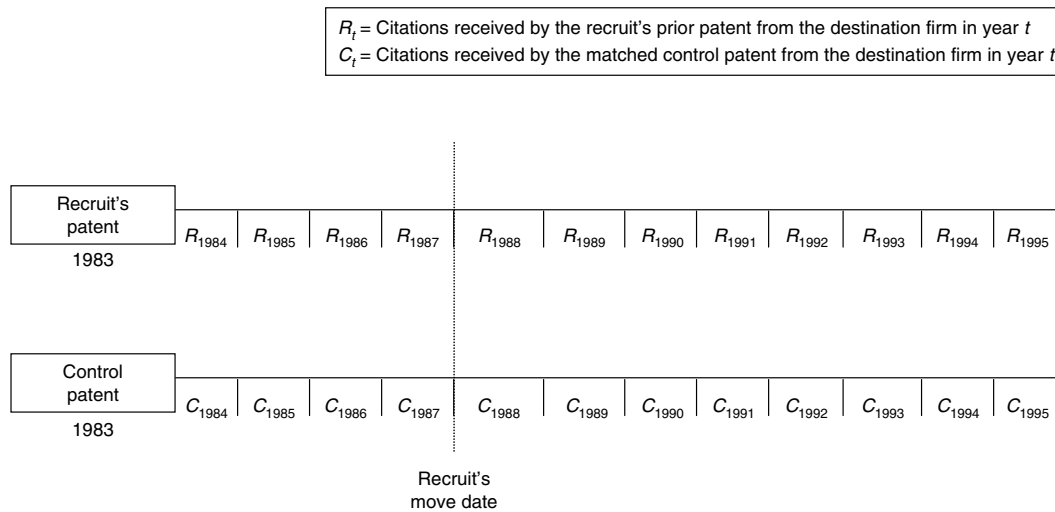 R_t = Citations received by the recruit's prior patent from the destination firm in year t
C_t = Citations received by the matched control patent from the destination firm in year t
Recruit's
patent
R_1984 R_1985 R_1986 R_1987 R_1988 R_1989 R_1990 R_1991 R_1992 R_1993 R_1994 R_1995
1983
Control
patent
C_1984 C_1985 C_1986 C_1987 C_1988 C_1989 C_1990 C_1991 C_1992 C_1993 C_1994 C_1995
1983
Recruit's
move date